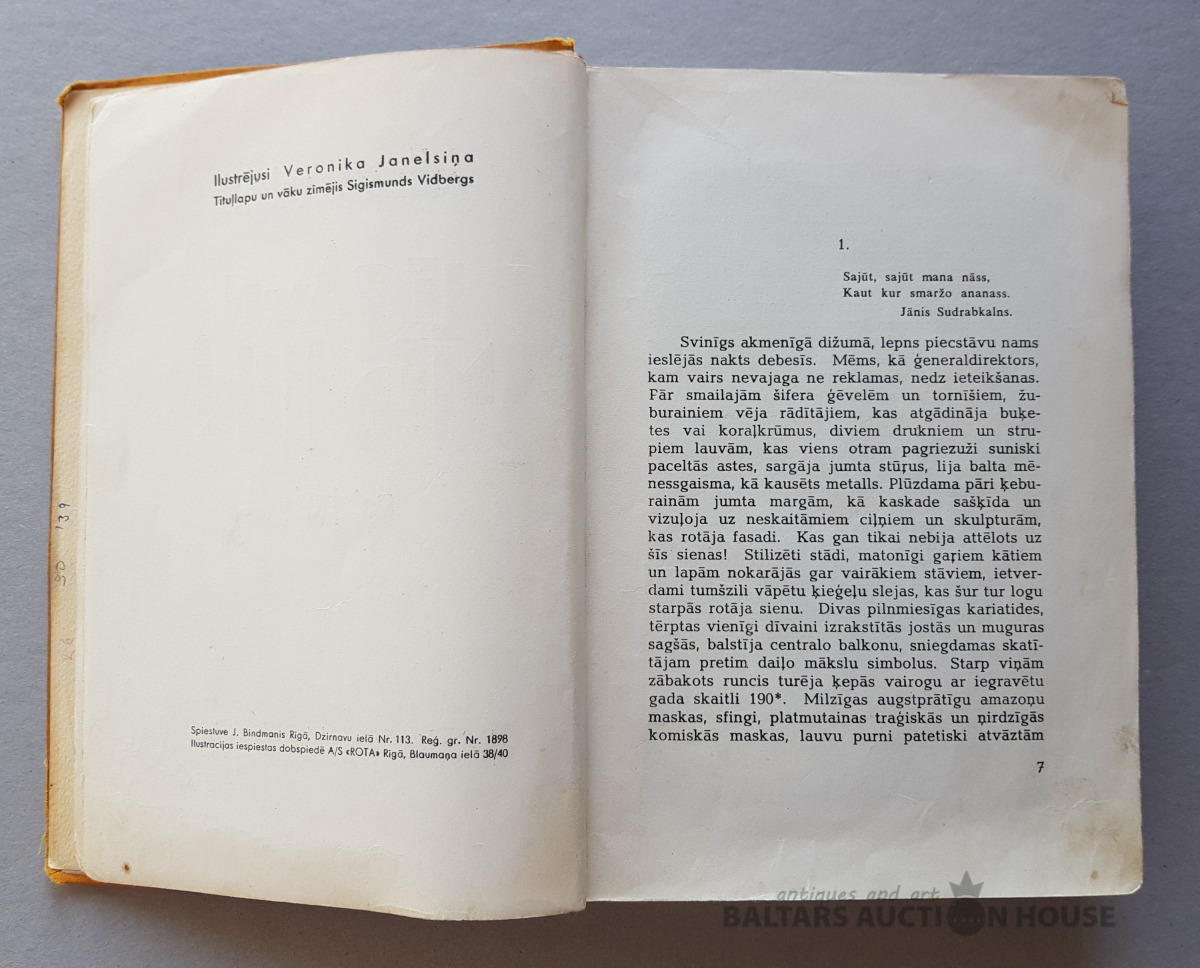 Ilustrējusi Veronika Janelsiņa
Tituļlapu un vāku zīmējis Sigismunds Vidbergs
Spiestuve J. Bindmanis Rīgā, Dzirnavu ielā Nr. 113. Reģ. gr. Nr. 1898
Ilustracijas iespiestas dobspiedē A/S «ROTA» Rīgā, Blaumaņa ielā 38/40
90 139
1.
Sajūt, sajūt mana nāss,
Kaut kur smaržo ananass.
Jānis Sudrabkalns.
Svinīgs akmenīgā dižumā, lepns piecstāvu nams
ieslējās nakts debesīs. Mēms, kā ģeneraldirektors,
kam vairs nevajaga ne reklamas, nedz ieteikšanas.
Pār smailajām šifera ģēvelēm un tornīšiem, žu-
burainiem vēja rādītājiem, kas atgādināja buķe-
tes vai koraļkrūmus, diviem drukniem un stru-
piem lauvām, kas viens otram pagriezuži suniski
paceltās astes, sargāja jumta stūŗus, lija balta mē-
nessgaisma, kā kausēts metalls. Plūzdama pāri ķebu-
rainām jumta margām, kā kaskade sašķīda un
vizuļoja uz neskaitāmiem ciļņiem un skulpturām,
kas rotāja fasadi. Kas gan tikai nebija attēlots uz
šīs sienas! Stilizēti stādi, matonīgi gaŗiem kātiem
un lapām nokarājās gar vairākiem stāviem, ietver-
dami tumšzili vāpētu ķieģeļu slejas, kas šur tur logu
starpās rotāja sienu. Divas pilnmiesīgas kariatides,
tērptas vienīgi dīvaini izrakstītās jostās un muguras
sagšās, balstīja centralo balkonu, sniegdamas skatī-
tājam pretim daiļo mākslu simbolus. Starp viņām
zābakots runcis turēja ķepās vairogu ar iegravētu
gada skaitli 190*. Milzīgas augstprātīgu amazoņu
maskas, sfingi, platmutainas traģiskās un ņirdzīgās
komiskās maskas, lauvu purni patetiski atvāztām
7
antiques and art
BALTARS AUCTION HOUSE